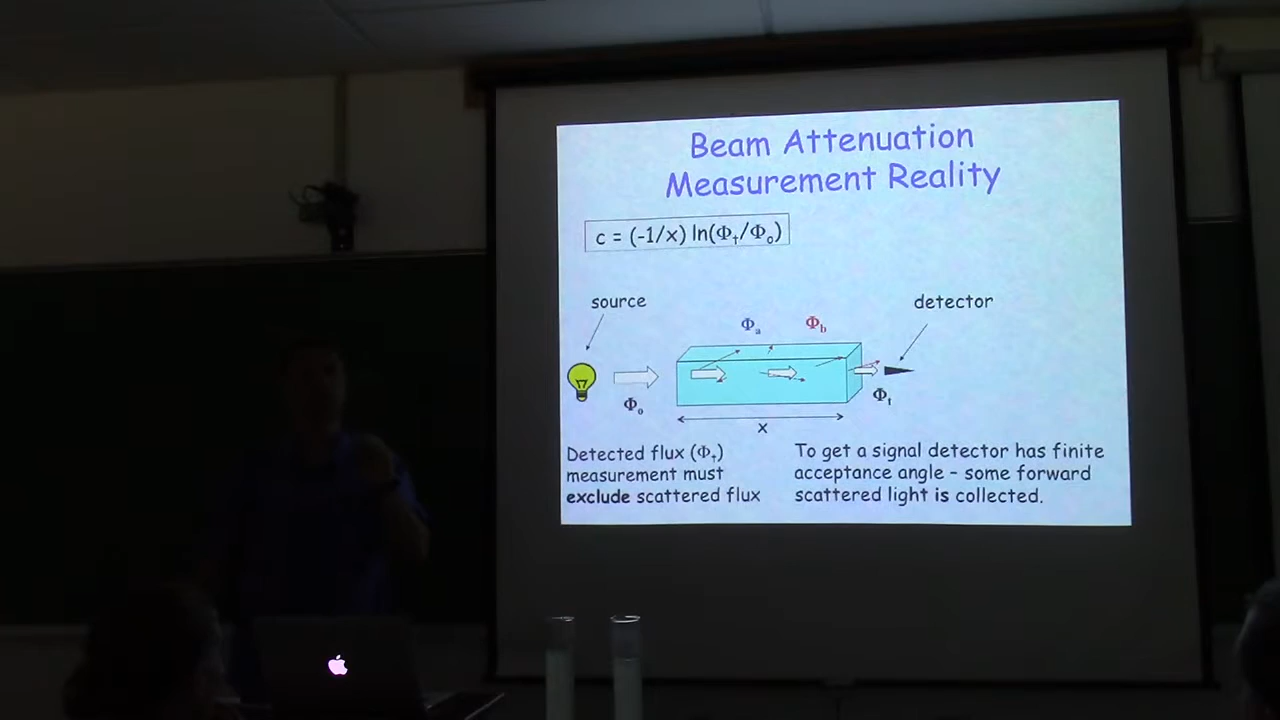 Beam Attenuation
Measurement Reality
c = (-1/x) ln(Φt/Φo)
source
detector
Φa
Φb
Φo
Φt
x
Detected flux (Φt)
measurement must
exclude scattered flux
To get a signal detector has finite
acceptance angle – some forward
scattered light is collected.